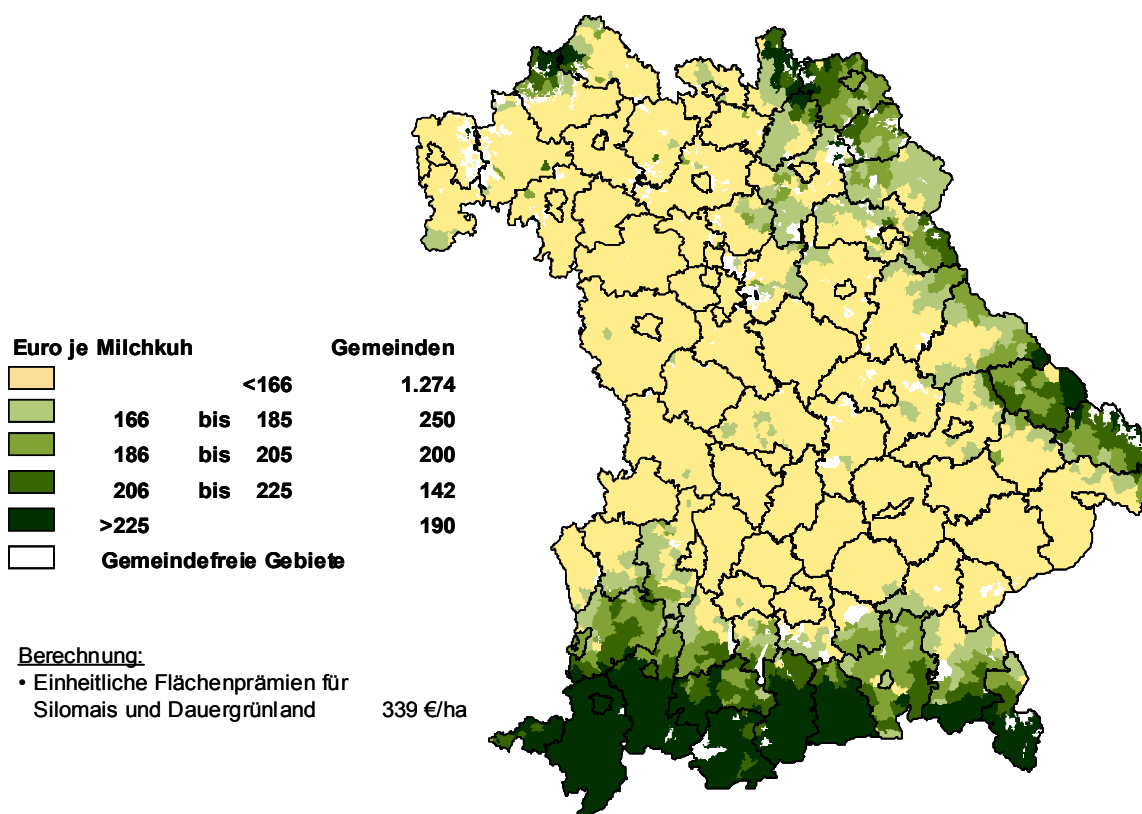 Euro je Milchkuh Gemeinden
<166 1.274
166 bis 185 250
186 bis 205 200
206 bis 225 142
>225 190
Gemeindefreie Gebiete
Berechnung:
• Einheitliche Flächenprämien für
Silomais und Dauergrünland 339 €/ha